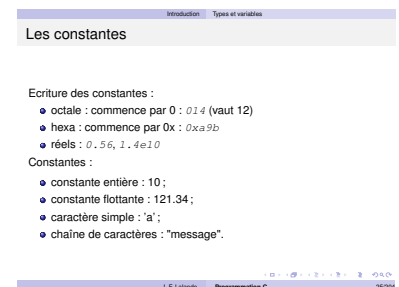 Introduction Types et variables
Les constantes
Ecriture des constantes :
octale : commence par 0 : 014 (vaut 12)
hexa : commence par 0x : 0xa9b
réels : 0.56, 1.4e10
Constantes :
constante entière : 10 ;
constante flottante : 121.34 ;
caractère simple : 'a' ;
chaîne de caractères : "message".
J.-F. Lalande Programmation C